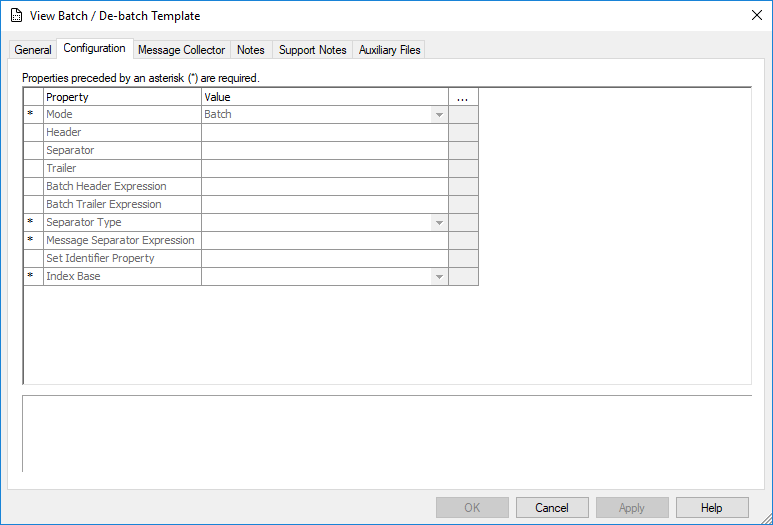 View Batch / De-batch Template
General Configuration Message Collector Notes Support Notes Auxiliary Files
Properties preceded by an asterisk (*) are required.
Property Value ...
* Mode Batch
Header
Separator
Trailer
Batch Header Expression
Batch Trailer Expression
* Separator Type
* Message Separator Expression
Set Identifier Property
* Index Base
OK Cancel Apply Help